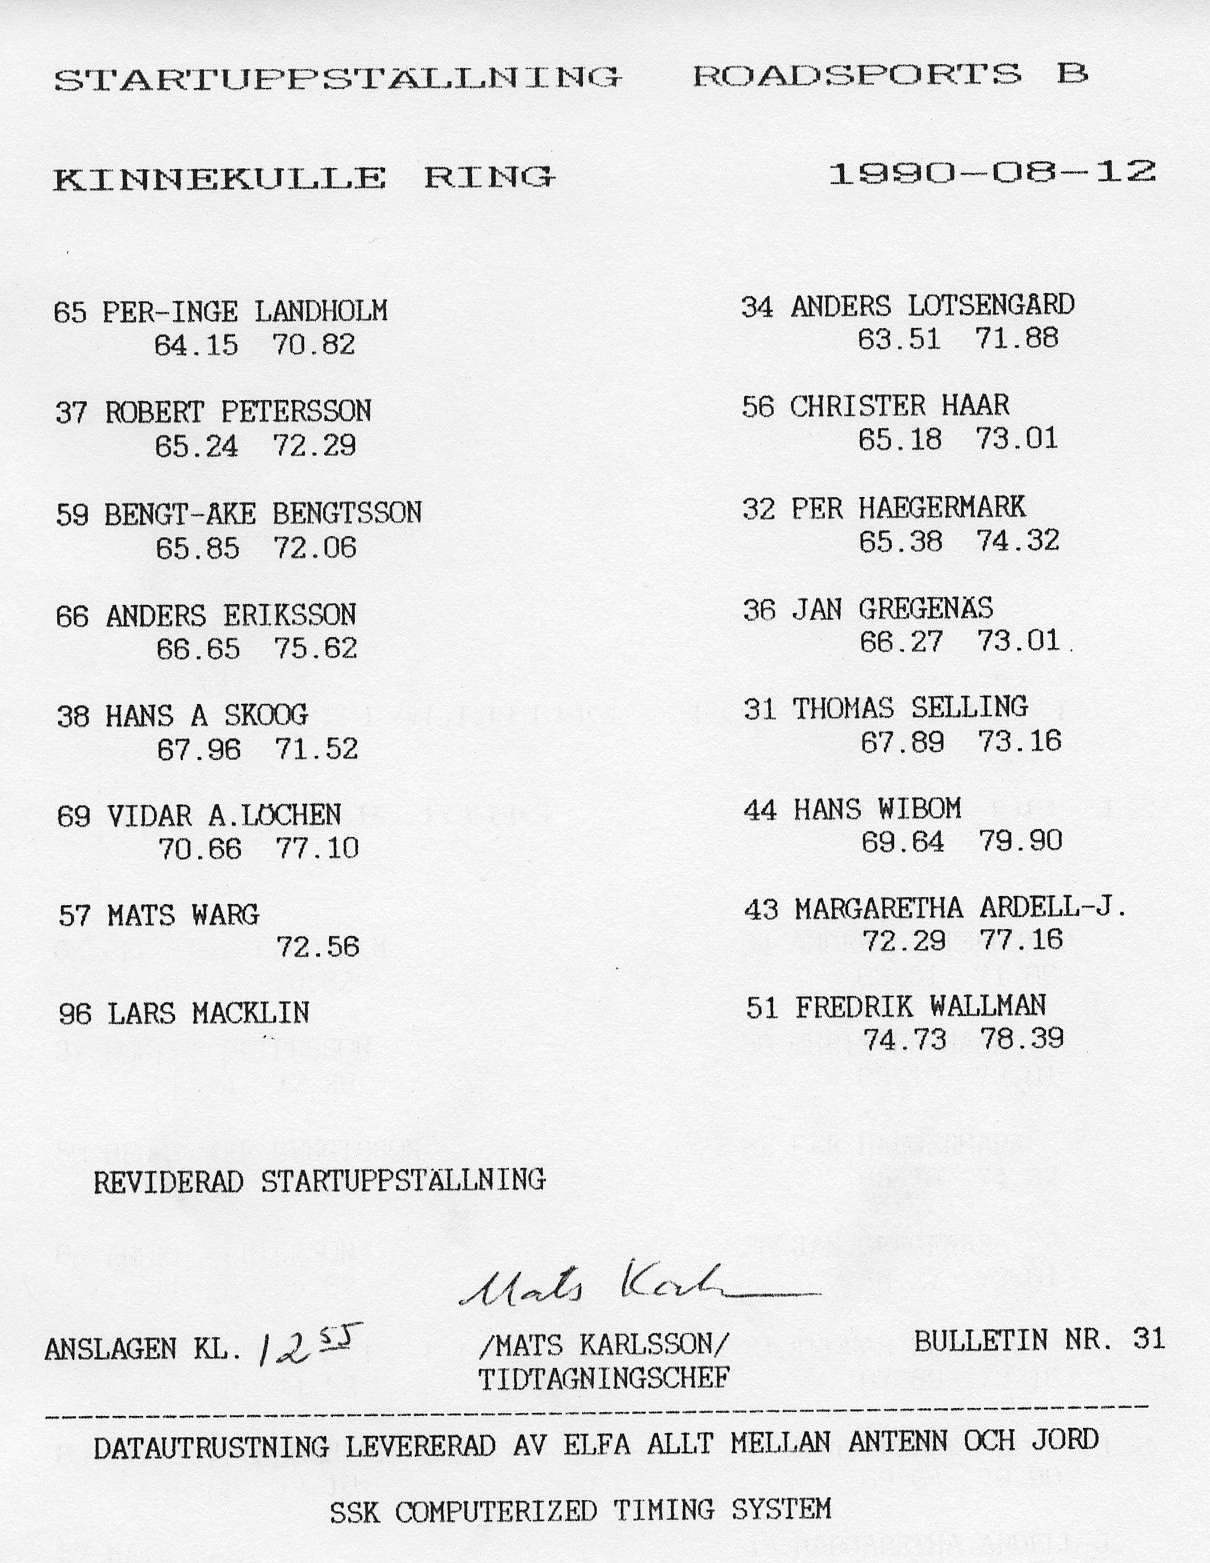 STARTUPPSTÄLLNING ROADSPORTS B
KINNEKULLE RING 1990-08-12
65 PER-INGE LANDHOLM 34 ANDERS LOTSENGÅRD
64.15 70.82 63.51 71.88
37 ROBERT PETERSSON 56 CHRISTER HAAR
65.24 72.29 65.18 73.01
59 BENGT-ÅKE BENGTSSON 32 PER HAEGERMARK
65.85 72.06 65.38 74.32
66 ANDERS ERIKSSON 36 JAN GREGENÄS
66.65 75.62 66.27 73.01
38 HANS A SKOOG 31 THOMAS SELLING
67.96 71.52 67.89 73.16
69 VIDAR A.LÖCHEN 44 HANS WIBOM
70.66 77.10 69.64 79.90
57 MATS WARG 43 MARGARETHA ARDELL-J.
72.56 72.29 77.16
96 LARS MACKLIN 51 FREDRIK WALLMAN
74.73 78.39
REVIDERAD STARTUPPSTÄLLNING
Mats Karl
ANSLAGEN KL. 12 55 /MATS KARLSSON/ BULLETIN NR. 31
TIDTAGNINGSCHEF
DATAUTRUSTNING LEVERERAD AV ELFA ALLT MELLAN ANTENN OCH JORD
SSK COMPUTERIZED TIMING SYSTEM